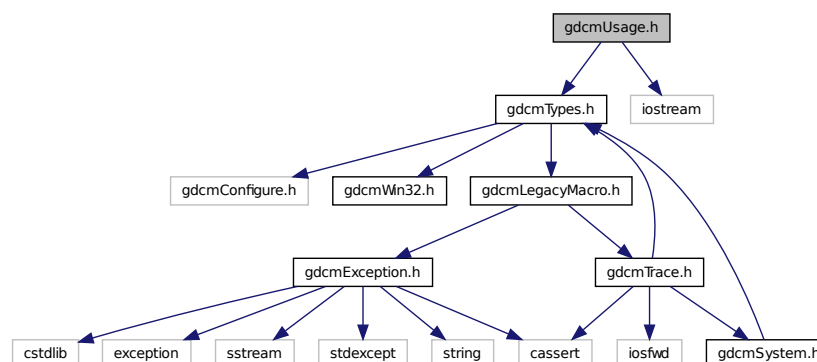 gdcmUsage.h
gdcmTypes.h iostream
gdcmConfigure.h gdcmWin32.h gdcmLegacyMacro.h
gdcmException.h gdcmTrace.h
cstdlib exception sstream stdexcept string cassert iosfwd gdcmSystem.h